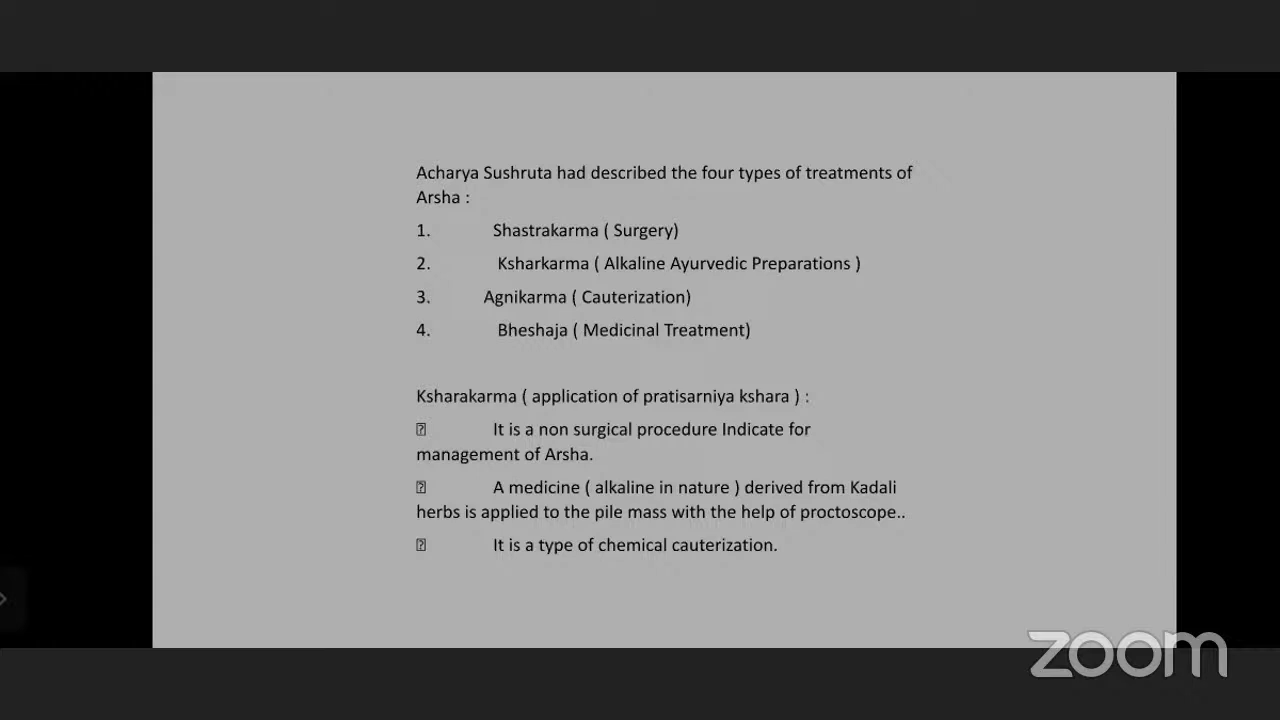 Acharya Sushruta had described the four types of treatments of
Arsha :
1. Shastrakarma ( Surgery)
2. Ksharkarma ( Alkaline Ayurvedic Preparations )
3. Agnikarma ( Cauterization)
4. Bheshaja ( Medicinal Treatment)
Ksharakarma ( application of pratisarniya kshara ) :
It is a non surgical procedure Indicate for
management of Arsha.
A medicine ( alkaline in nature ) derived from Kadali
herbs is applied to the pile mass with the help of proctoscope..
It is a type of chemical cauterization.
zoom